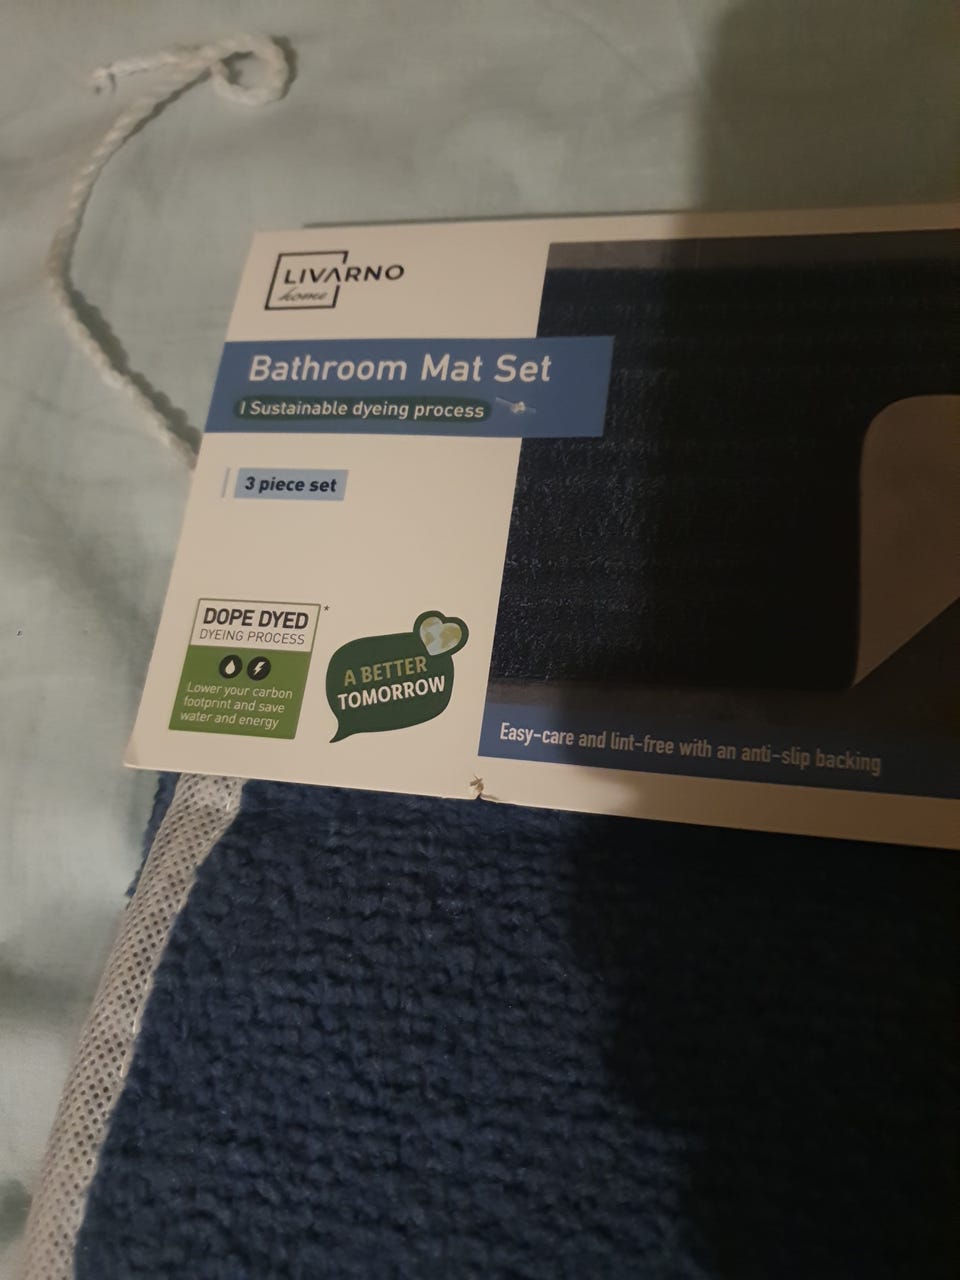 LIVARNO
home
Bathroom Mat Set
| Sustainable dyeing process
3 piece set
DOPE DYED*
DYEING PROCESS
Lower your carbon
footprint and save
water and energy
A BETTER
TOMORROW
Easy-care and lint-free with an anti-slip backing